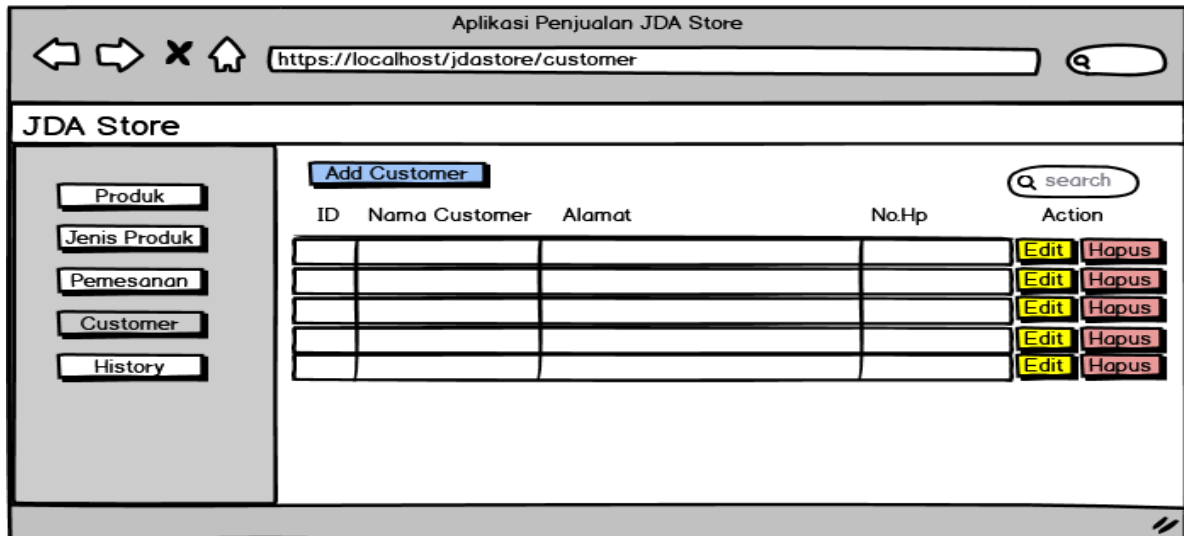 Aplikasi Penjualan JDA Store
https://localhost/jdastore/customer
JDA Store
Produk
Jenis Produk
Pemesanan
Customer
History
Add Customer
search
ID Nama Customer Alamat No.Hp Action
Edit Hapus
Edit Hapus
Edit Hapus
Edit Hapus
Edit Hapus